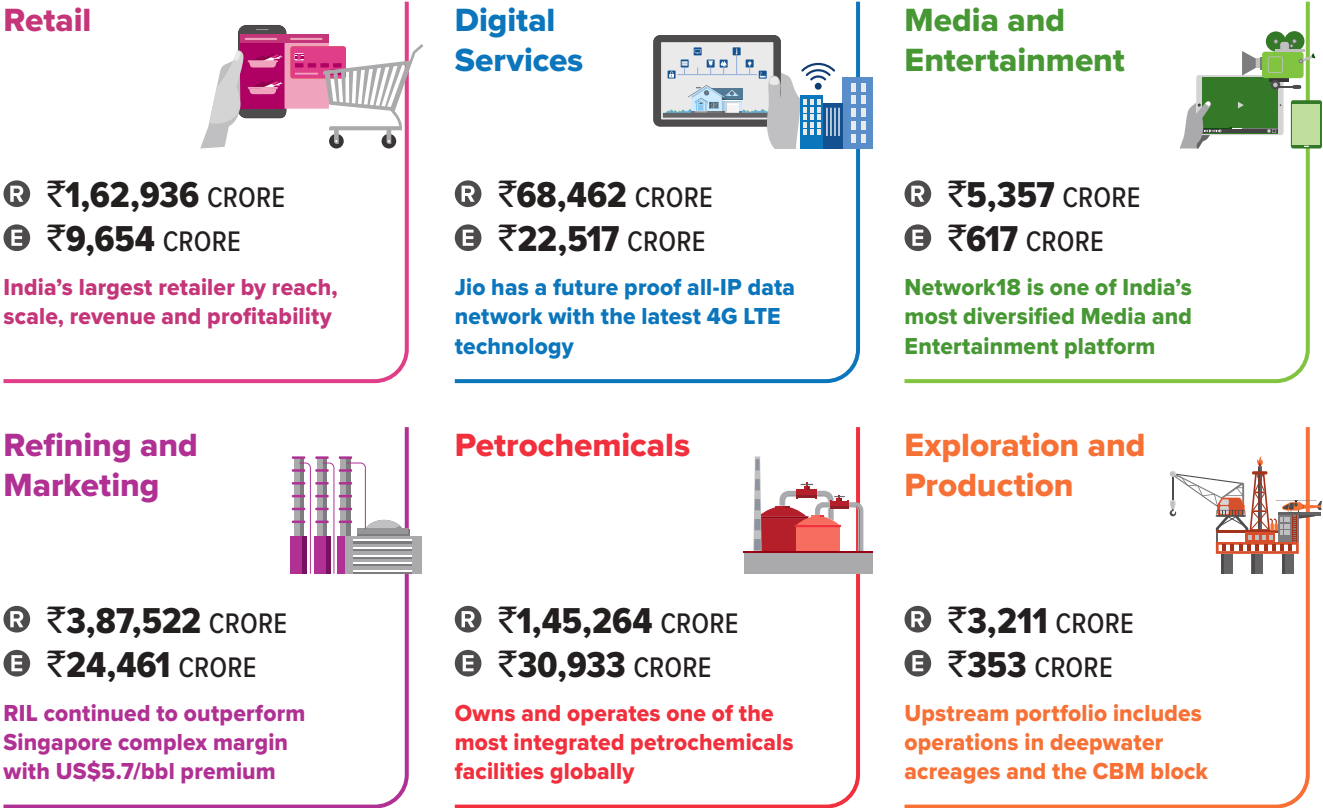 Retail
Ⓡ ₹1,62,936 CRORE
Ⓔ ₹9,654 CRORE
India’s largest retailer by reach,
scale, revenue and profitability
Digital
Services
Ⓡ ₹68,462 CRORE
Ⓔ ₹22,517 CRORE
Jio has a future proof all-IP data
network with the latest 4G LTE
technology
Media and
Entertainment
Ⓡ ₹5,357 CRORE
Ⓔ ₹617 CRORE
Network18 is one of India’s
most diversified Media and
Entertainment platform
Refining and
Marketing
Ⓡ ₹3,87,522 CRORE
Ⓔ ₹24,461 CRORE
RIL continued to outperform
Singapore complex margin
with US$5.7/bbl premium
Petrochemicals
Ⓡ ₹1,45,264 CRORE
Ⓔ ₹30,933 CRORE
Owns and operates one of the
most integrated petrochemicals
facilities globally
Exploration and
Production
Ⓡ ₹3,211 CRORE
Ⓔ ₹353 CRORE
Upstream portfolio includes
operations in deepwater
acreages and the CBM block